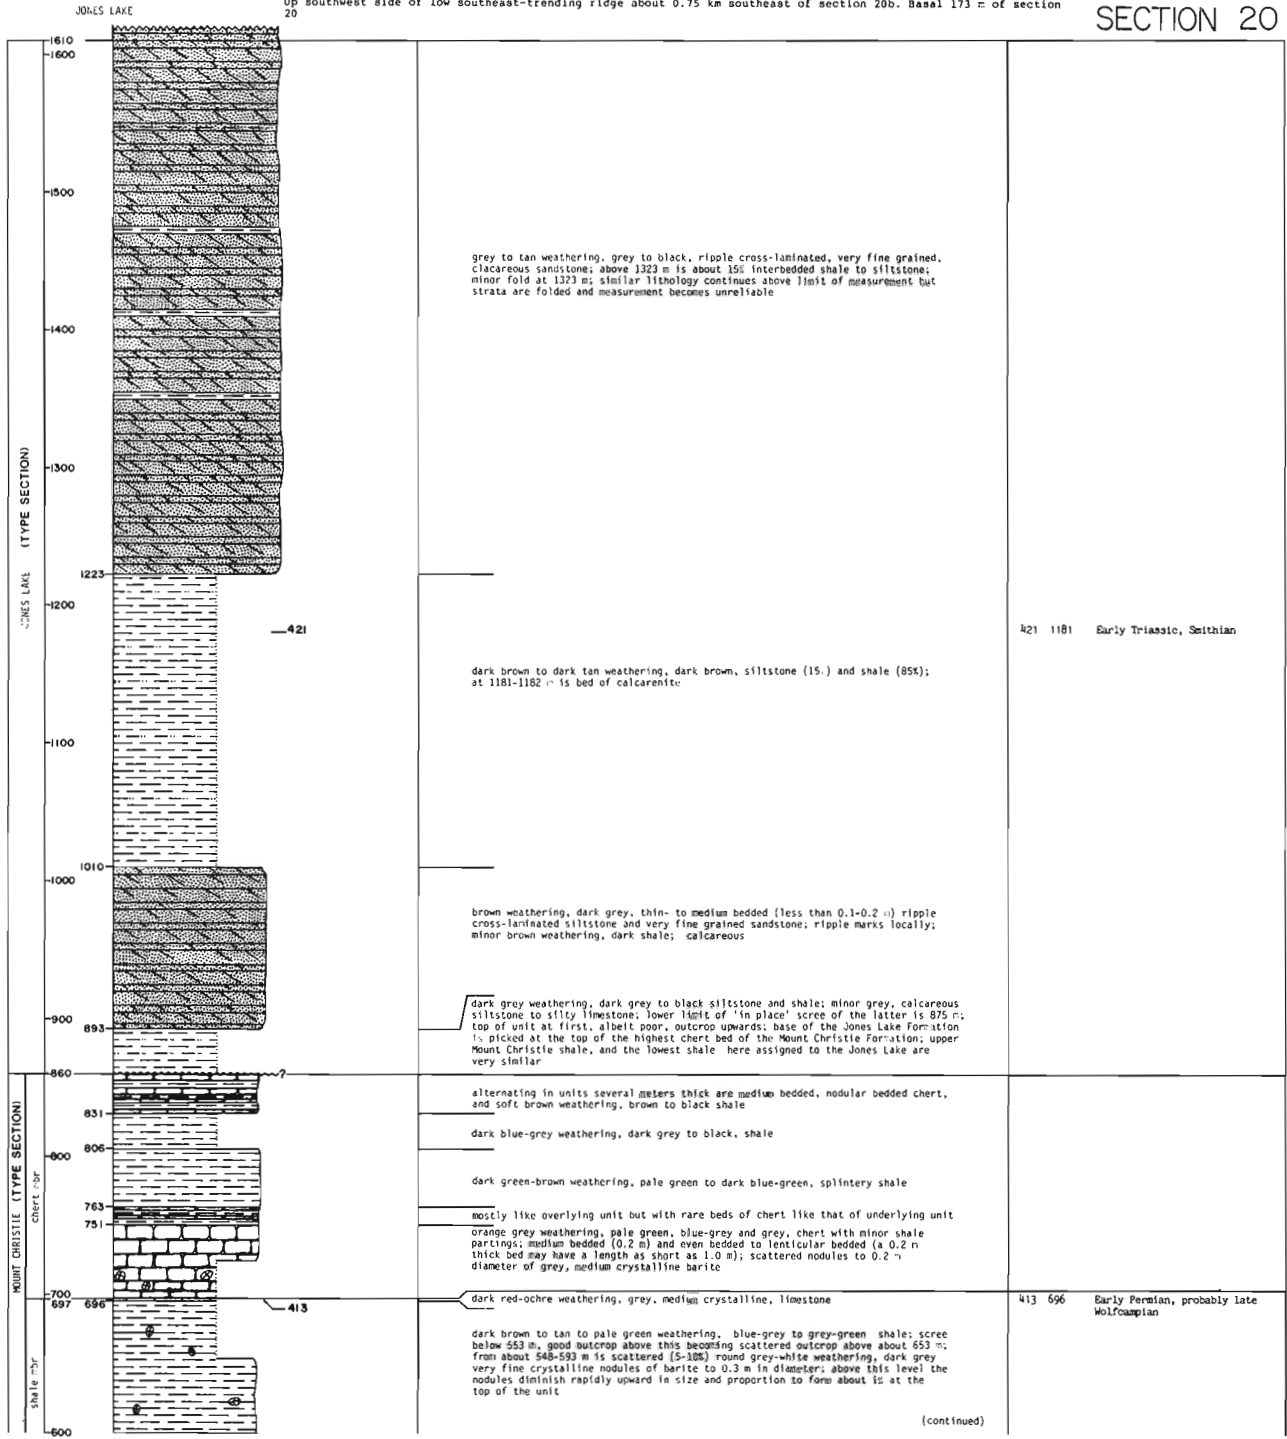 JONES LAKE
Up southwest side of low southeast-trending ridge about 0.75 km southeast of section 20b. Basal 173 m of section
20
SECTION 20
1610
1600
1500
grey to tan weathering, grey to black, ripple cross-laminated, very fine grained,
clacareous sandstone; above 1323 m is about 15% interbedded shale to siltstone;
minor fold at 1323 m; similar lithology continues above limit of measurement but
strata are folded and measurement becomes unreliable
1400
1300
JONES LAKE (TYPE SECTION)
1223
1200
421
421 1181 Early Triassic, Smithian
dark brown to dark tan weathering, dark brown, siltstone (15.) and shale (85%);
at 1181-1182 m is bed of calcarenite
1100
1010
1000
brown weathering, dark grey, thin- to medium bedded (less than 0.1-0.2 m) ripple
cross-laminated siltstone and very fine grained sandstone; ripple marks locally;
minor brown weathering, dark shale; calcareous
900
893
dark grey weathering, dark grey to black siltstone and shale; minor grey, calcareous
siltstone to silty limestone; lower limit of 'in place' scree of the latter is 875 m;
top of unit at first, albeit poor, outcrop upwards; base of the Jones Lake Formation
is picked at the top of the highest chert bed of the Mount Christie Formation; upper
Mount Christie shale, and the lowest shale here assigned to the Jones Lake are
very similar
860
?
MOUNT CHRISTIE (TYPE SECTION)
chert mbr
alternating in units several meters thick are medium bedded, nodular bedded chert,
and soft brown weathering, brown to black shale
831
dark blue-grey weathering, dark grey to black, shale
806
800
dark green-brown weathering, pale green to dark blue-green, splintery shale
763
mostly like overlying unit but with rare beds of chert like that of underlying unit
751
orange grey weathering, pale green, blue-grey and grey, chert with minor shale
partings; medium bedded (0.2 m) and even bedded to lenticular bedded (a 0.2 m
thick bed may have a length as short as 1.0 m); scattered nodules to 0.2 m
diameter of grey, medium crystalline barite
700
697 696
413
dark red-ochre weathering, grey, medium crystalline, limestone
413 696 Early Permian, probably late
Wolfcampian
shale mbr
dark brown to tan to pale green weathering, blue-grey to grey-green shale; scree
below 553 m, good outcrop above this becoming scattered outcrop above about 653 m;
from about 548-593 m is scattered (5-10%) round grey-white weathering, dark grey
very fine crystalline nodules of barite to 0.3 m in diameter; above this level the
nodules diminish rapidly upward in size and proportion to form about 1% at the
top of the unit
(continued)
600